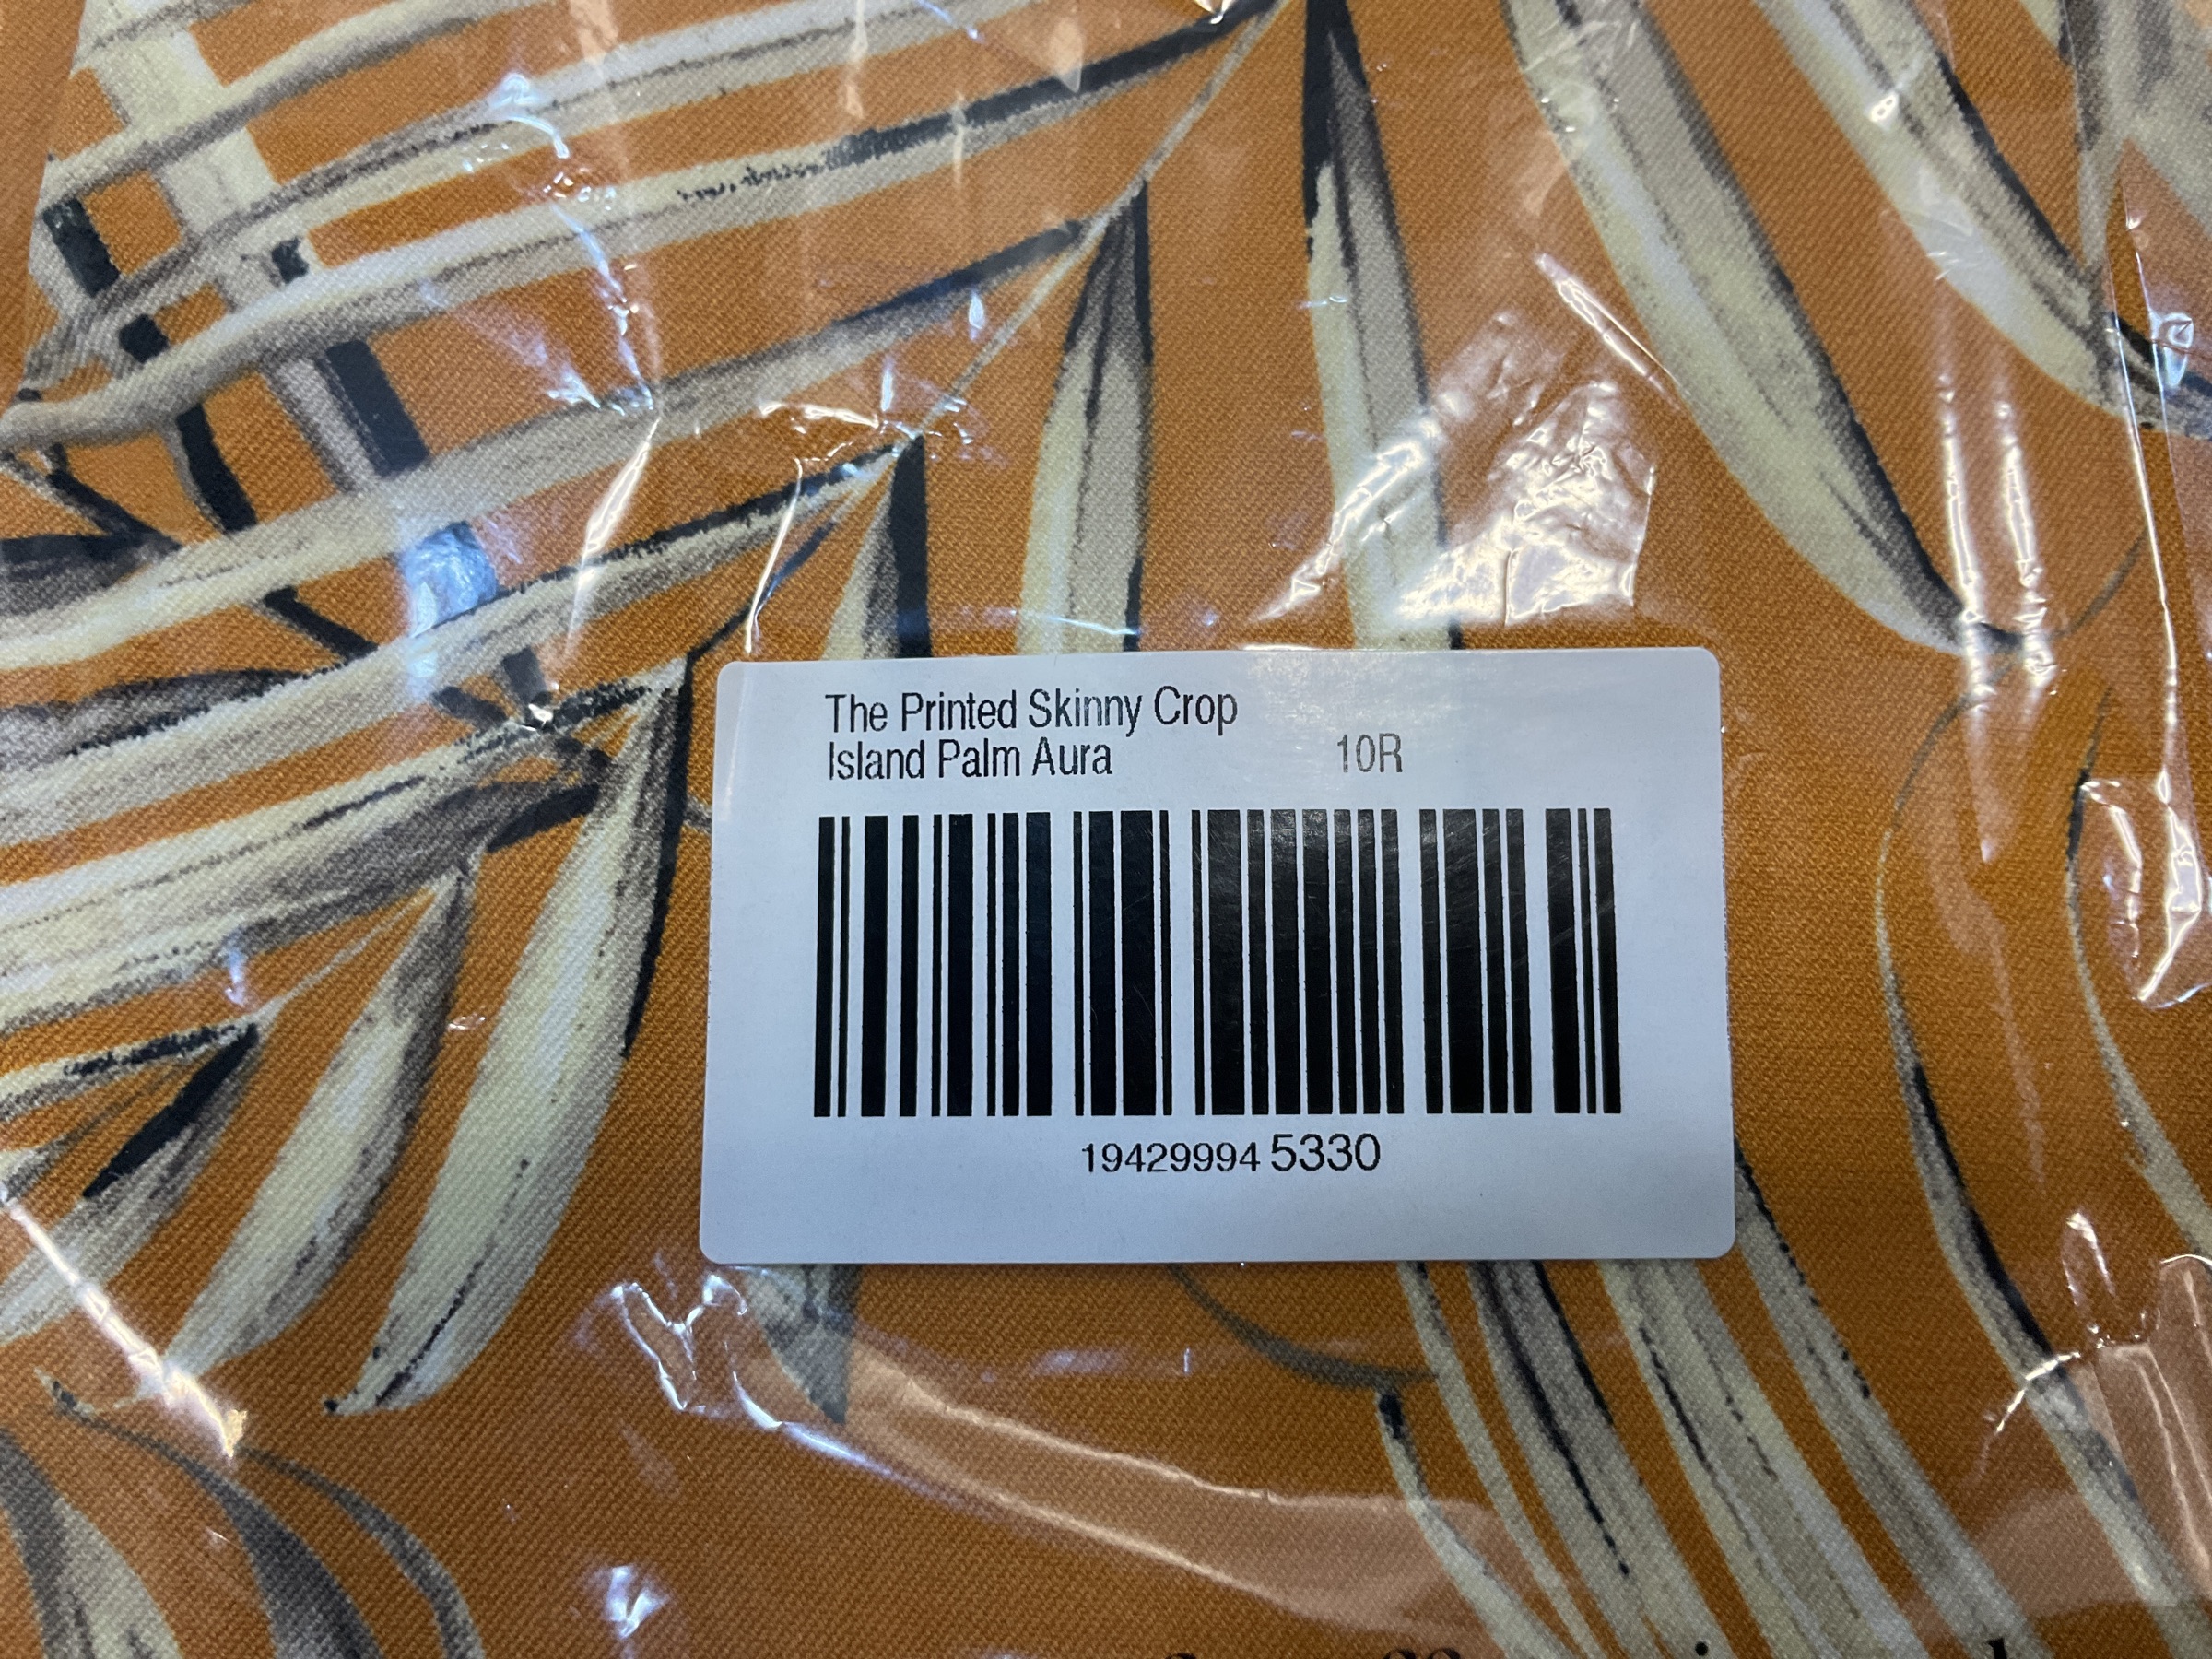 The Printed Skinny Crop
Island Palm Aura 10R
19429994 5330